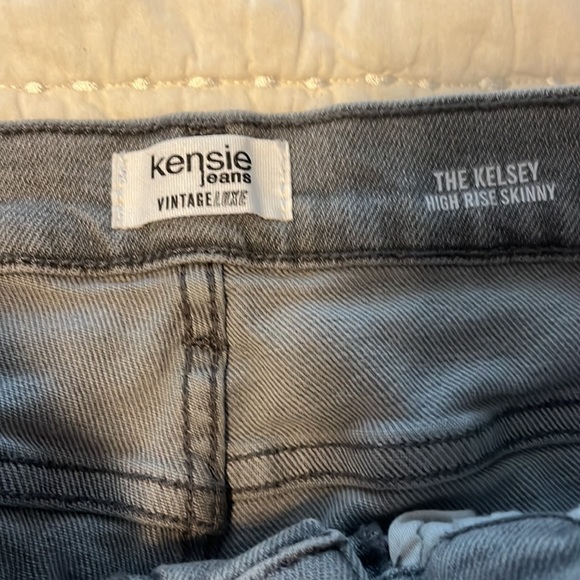 kensie
jeans
VINTAGE LUXE
THE KELSEY
HIGH RISE SKINNY